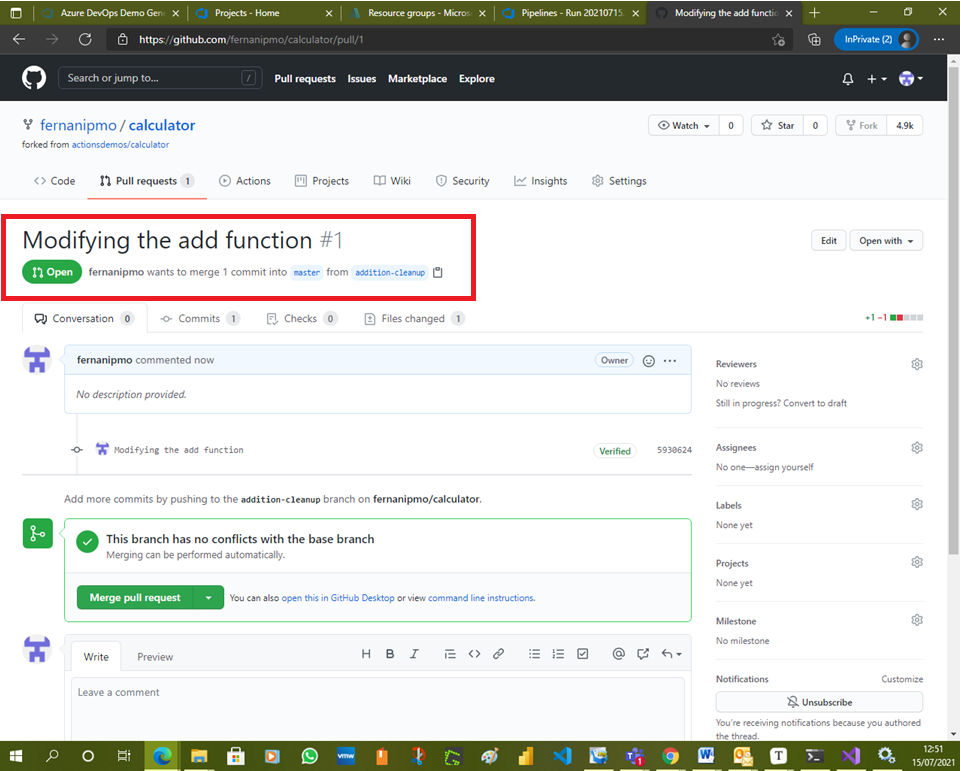 Azure DevOps Demo Gen
Projects - Home
Resource groups - Micros
Pipelines - Run 20210715.
Modifying the add functio
https://github.com/fernanipmo/calculator/pull/1
InPrivate (2)
Search or jump to...
/
Pull requests
Issues
Marketplace
Explore
fernanipmo / calculator
Watch 0
Star 0
Fork 4.9k
forked from actionsdemos/calculator
Code
Pull requests 1
Actions
Projects
Wiki
Security
Insights
Settings
Modifying the add function #1
Edit
Open with
Open
fernanipmo wants to merge 1 commit into master from addition-cleanup
Conversation 0
Commits 1
Checks 0
Files changed 1
+1 −1
fernanipmo commented now
Owner
No description provided.
Modifying the add function
Verified
5930624
Add more commits by pushing to the addition-cleanup branch on fernanipmo/calculator.
This branch has no conflicts with the base branch
Merging can be performed automatically.
Merge pull request
You can also open this in GitHub Desktop or view command line instructions.
Write
Preview
H B I
Leave a comment
Reviewers
No reviews
Still in progress? Convert to draft
Assignees
No one—assign yourself
Labels
None yet
Projects
None yet
Milestone
No milestone
Notifications
Customize
Unsubscribe
You're receiving notifications because you authored
the thread.
vmw
12:51
15/07/2021